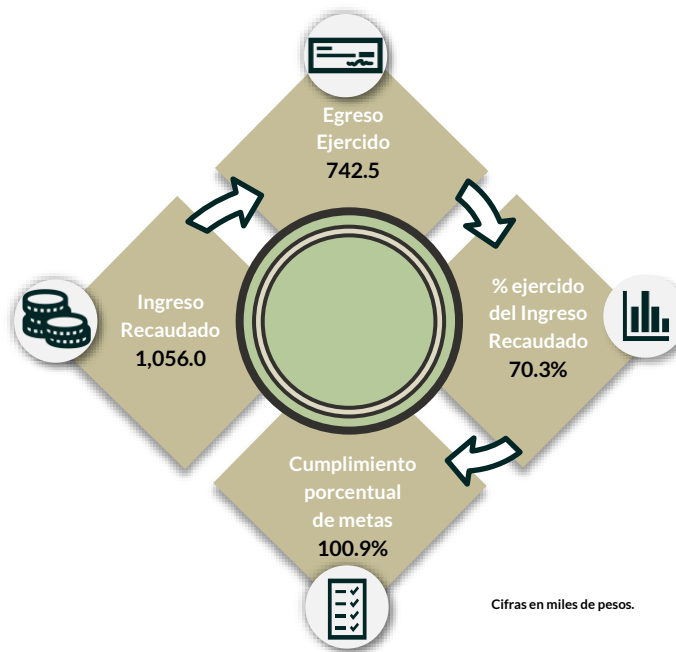 Egreso
Ejercido
742.5
Ingreso
Recaudado
1,056.0
% ejercido
del Ingreso
Recaudado
70.3%
Cumplimiento
porcentual
de metas
100.9%
Cifras en miles de pesos.